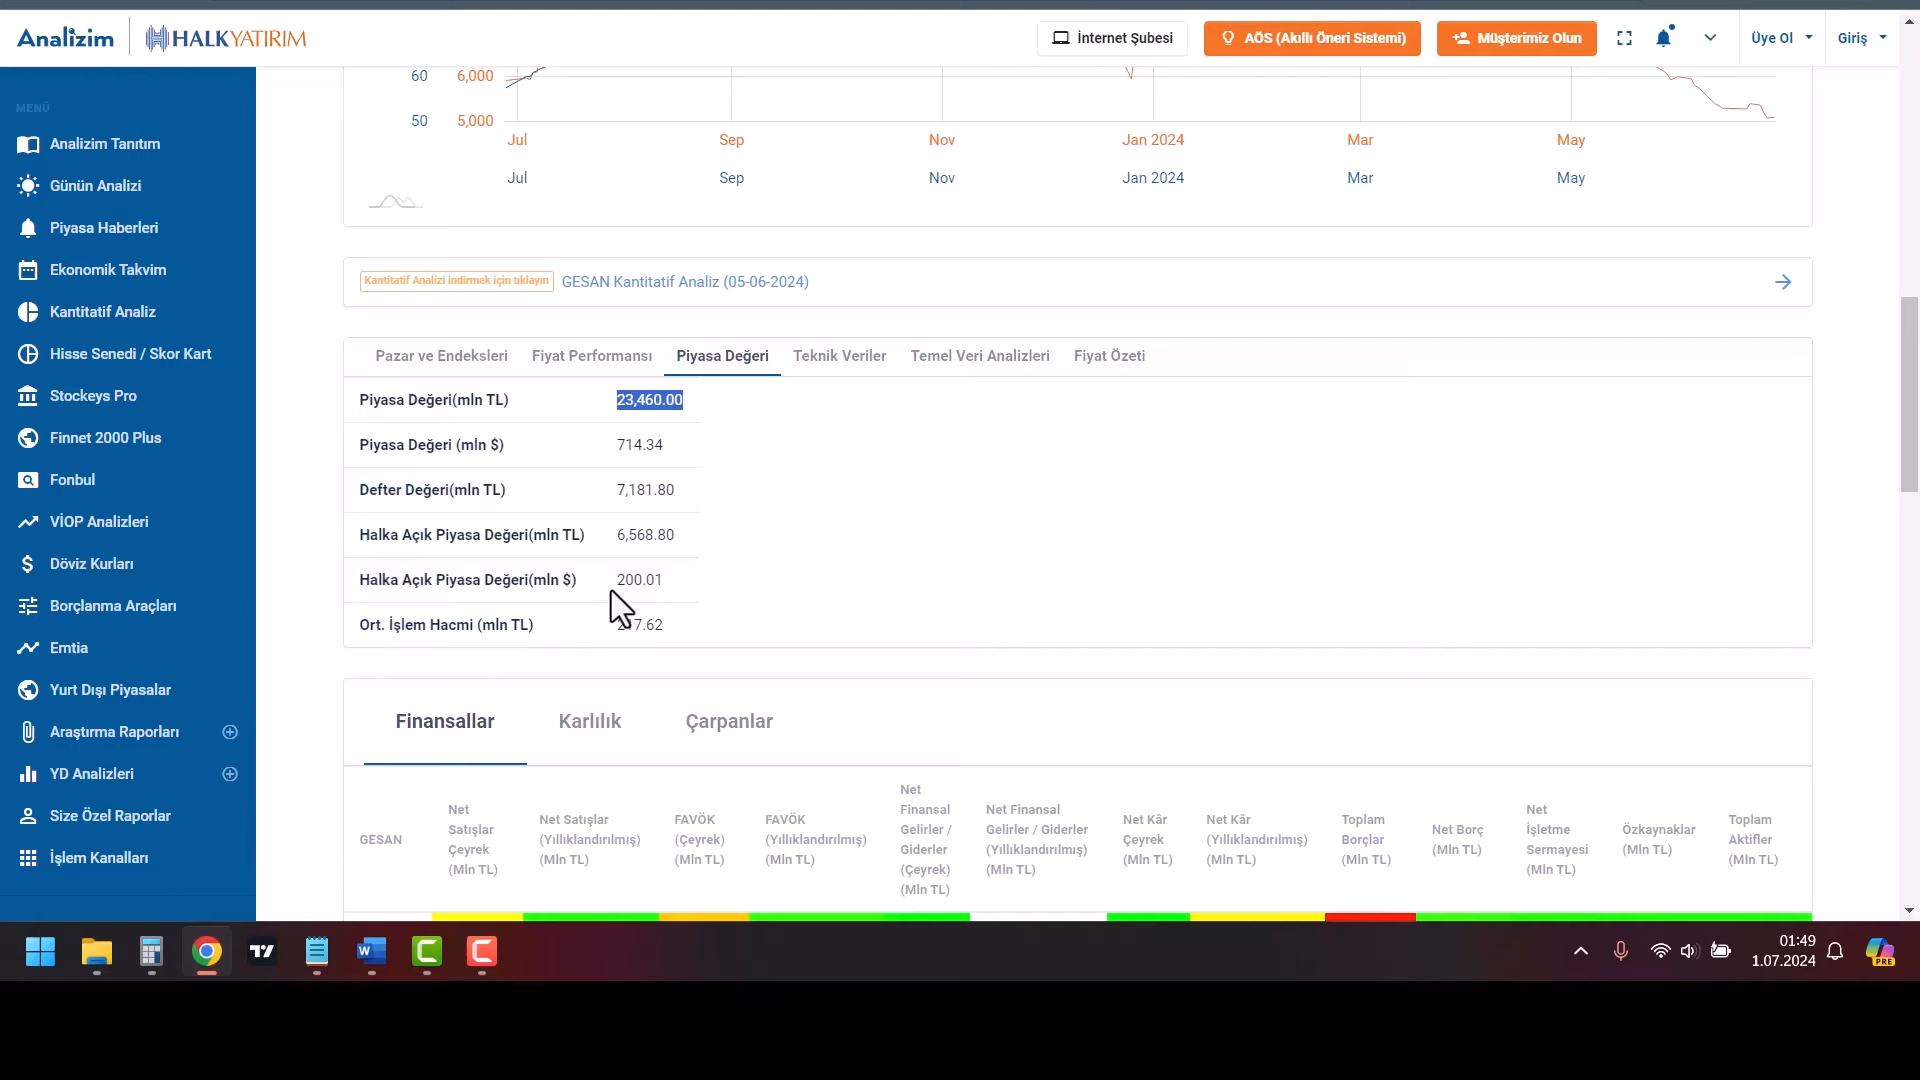 Analizim HALKYATIRIM İnternet Şubesi AÖS (Akıllı Öneri Sistemi) Müşterimiz Olun Üye Ol Giriş
MENÜ
Analizim Tanıtım
Günün Analizi
Piyasa Haberleri
Ekonomik Takvim
Kantitatif Analiz
Hisse Senedi / Skor Kart
Stockeys Pro
Finnet 2000 Plus
Fonbul
VİOP Analizleri
Döviz Kurları
Borçlanma Araçları
Emtia
Yurt Dışı Piyasalar
Araştırma Raporları
YD Analizleri
Size Özel Raporlar
İşlem Kanalları
60 6,000
50 5,000
Jul Sep Nov Jan 2024 Mar May
Jul Sep Nov Jan 2024 Mar May
Kantitatif Analizi indirmek için tıklayın GESAN Kantitatif Analiz (05-06-2024)
Pazar ve Endeksleri Fiyat Performansı Piyasa Değeri Teknik Veriler Temel Veri Analizleri Fiyat Özeti
Piyasa Değeri(mln TL) 23,460.00
Piyasa Değeri (mln $) 714.34
Defter Değeri(mln TL) 7,181.80
Halka Açık Piyasa Değeri(mln TL) 6,568.80
Halka Açık Piyasa Değeri(mln $) 200.01
Ort. İşlem Hacmi (mln TL)
Finansallar Karlılık Çarpanlar
GESAN
Net
Satışlar
Çeyrek
(Mln TL)
Net Satışlar
(Yıllıklandırılmış)
(Mln TL)
FAVÖK
(Çeyrek)
(Mln TL)
FAVÖK
(Yıllıklandırılmış)
(Mln TL)
Net
Finansal
Gelirler /
Giderler
(Çeyrek)
(Mln TL)
Net Finansal
Gelirler / Giderler
(Yıllıklandırılmış)
(Mln TL)
Net Kâr
Çeyrek
(Mln TL)
Net Kâr
(Yıllıklandırılmış)
(Mln TL)
Toplam
Borçlar
(Mln TL)
Net Borç
(Mln TL)
Net
İşletme
Sermayesi
(Mln TL)
Özkaynaklar
(Mln TL)
Toplam
Aktifler
(Mln TL)
01:49
1.07.2024
PRE